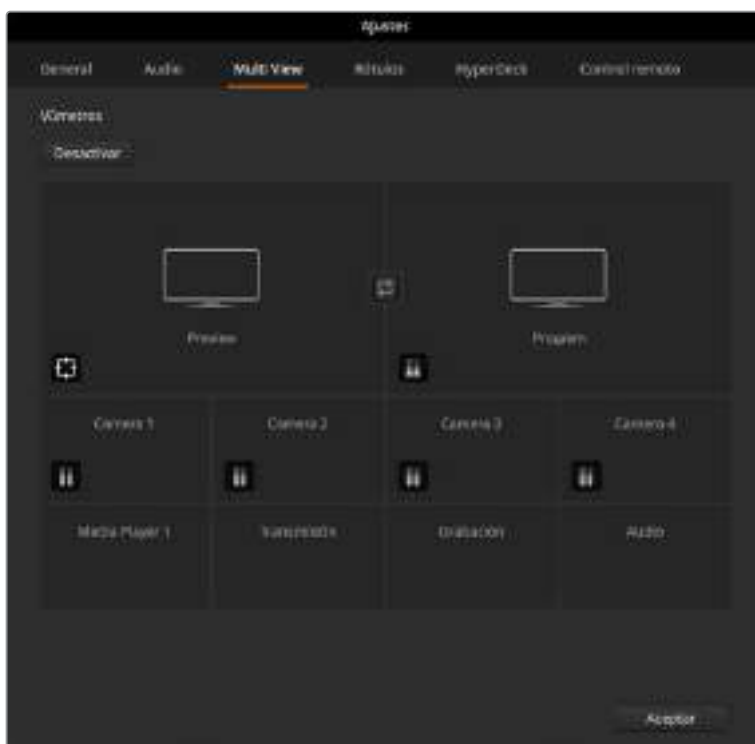 Ajustes
General Audio Multi View Rótulos HyperDeck Control remoto
Vúmetros
Desactivar
Preview Program
Camera 1 Camera 2 Camera 3 Camera 4
Media Player 1 Transmisión Grabación Audio
Aceptar